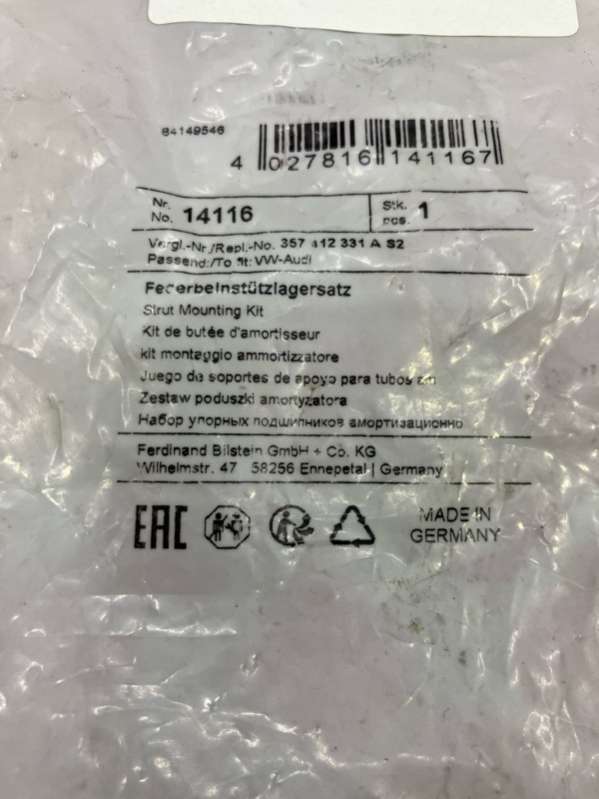 84149546
4 027816 141167
Nr.
No. 14116
Stk.
pcs. 1
Vergl.-Nr./Repl.-No. 357 412 331 A S2
Passend:/To fit: VW-Audi
Federbeinstützlagersatz
Strut Mounting Kit
Kit de butée d'amortisseur
kit montaggio ammortizzatore
Juego de soportes de apoyo para tubos am
Zestaw poduszki amortyzatora
Набор упорных подшипников амортизационно
Ferdinand Bilstein GmbH + Co. KG
Wilhelmstr. 47 58256 Ennepetal | Germany
EAC
MADE IN
GERMANY